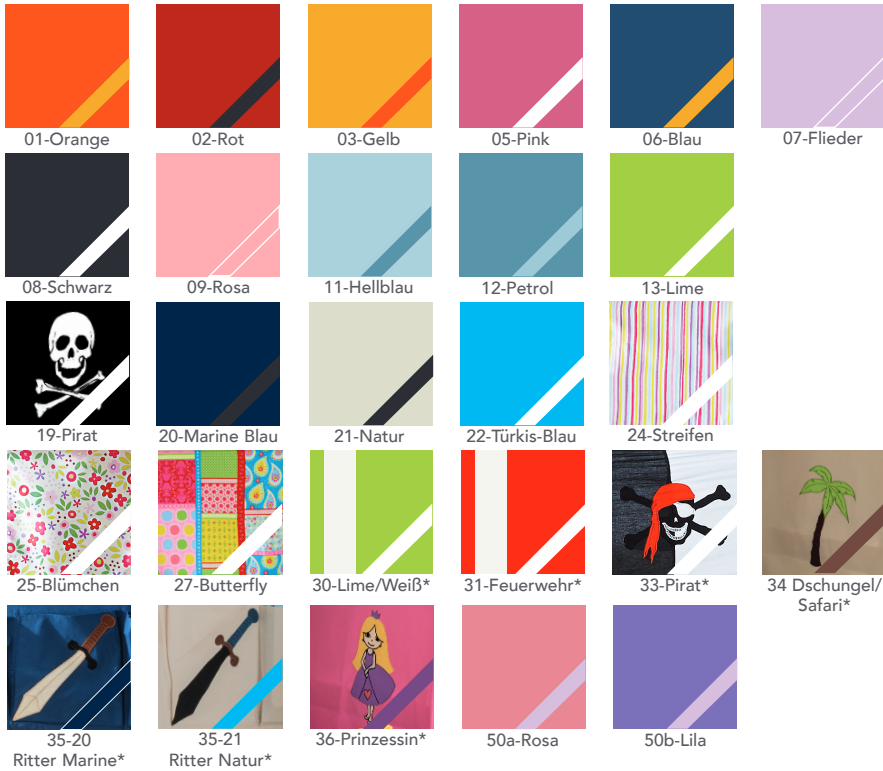 01-Orange
02-Rot
03-Gelb
05-Pink
06-Blau
07-Flieder
08-Schwarz
09-Rosa
11-Hellblau
12-Petrol
13-Lime
19-Pirat
20-Marine Blau
21-Natur
22-Türkis-Blau
24-Streifen
25-Blümchen
27-Butterfly
30-Lime/Weiß*
31-Feuerwehr*
33-Pirat*
34 Dschungel/
Safari*
35-20
Ritter Marine*
35-21
Ritter Natur*
36-Prinzessin*
50a-Rosa
50b-Lila